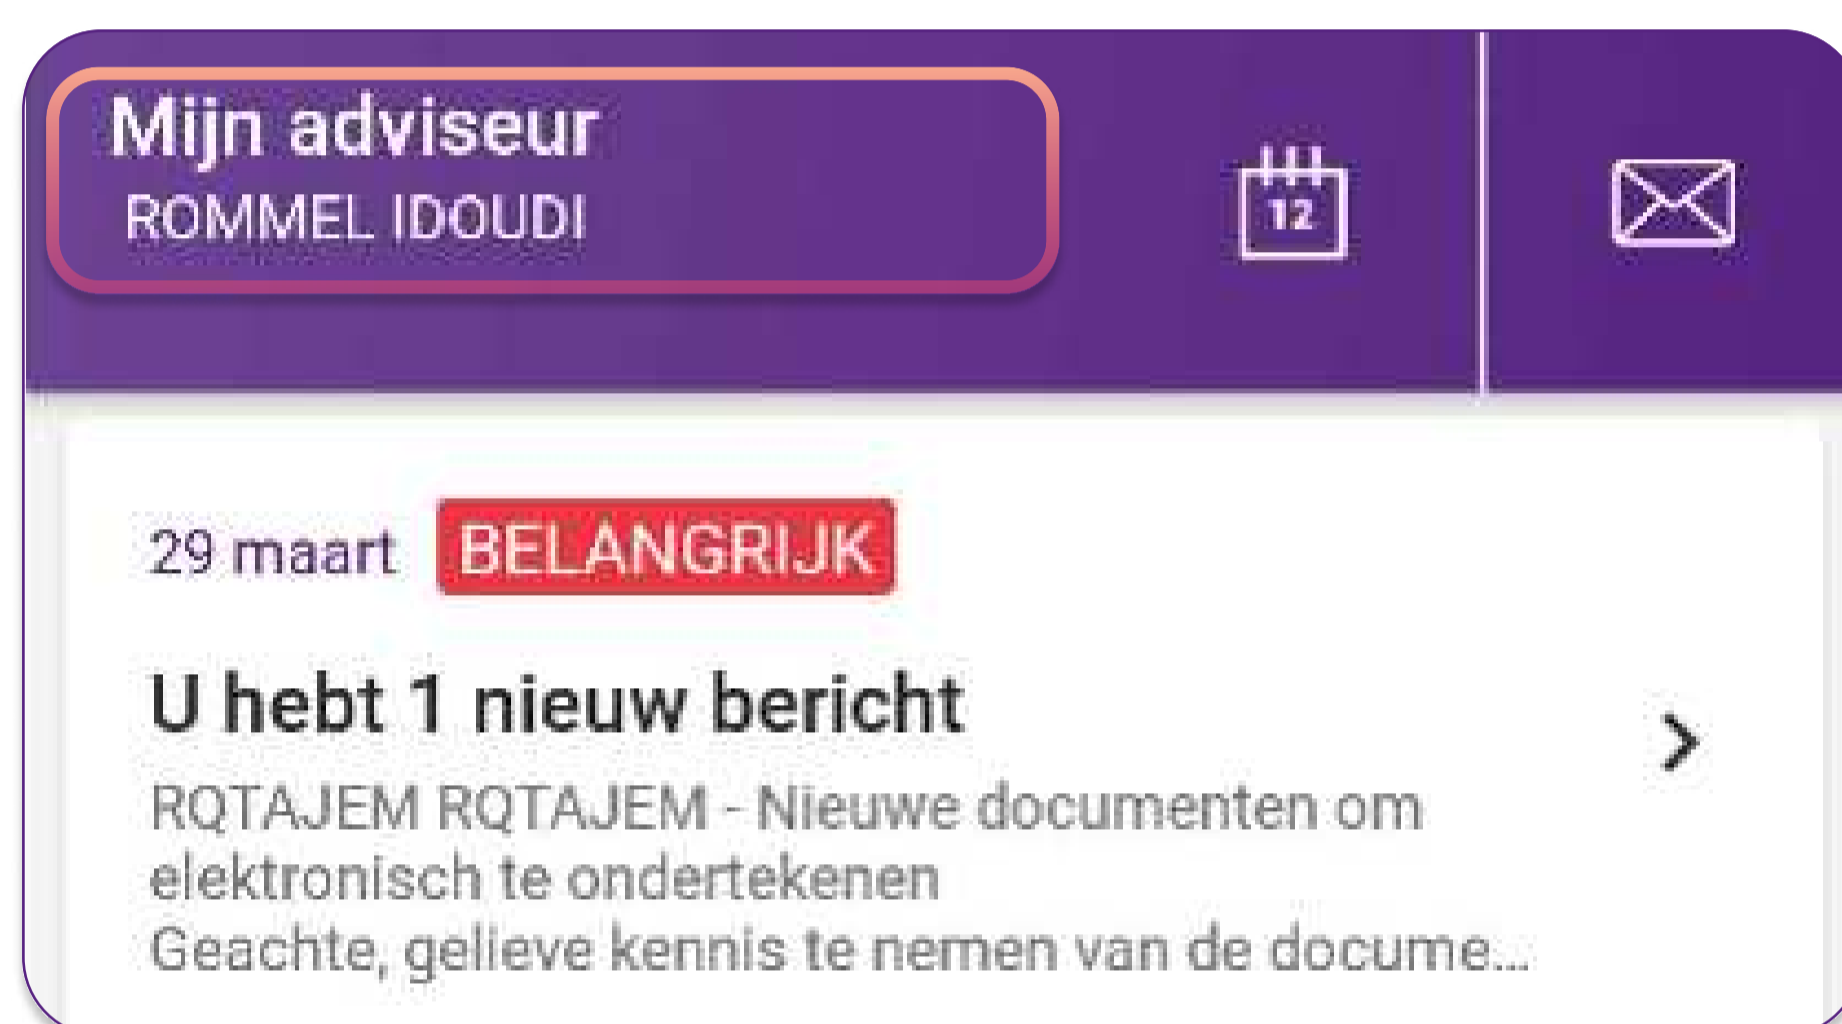 Mijn adviseur
ROMMEL IDOUDI
12
29 maart BELANGRIJK
U hebt 1 nieuw bericht
RQTAJEM RQTAJEM - Nieuwe documenten om
elektronisch te ondertekenen
Geachte, gelieve kennis te nemen van de docume...